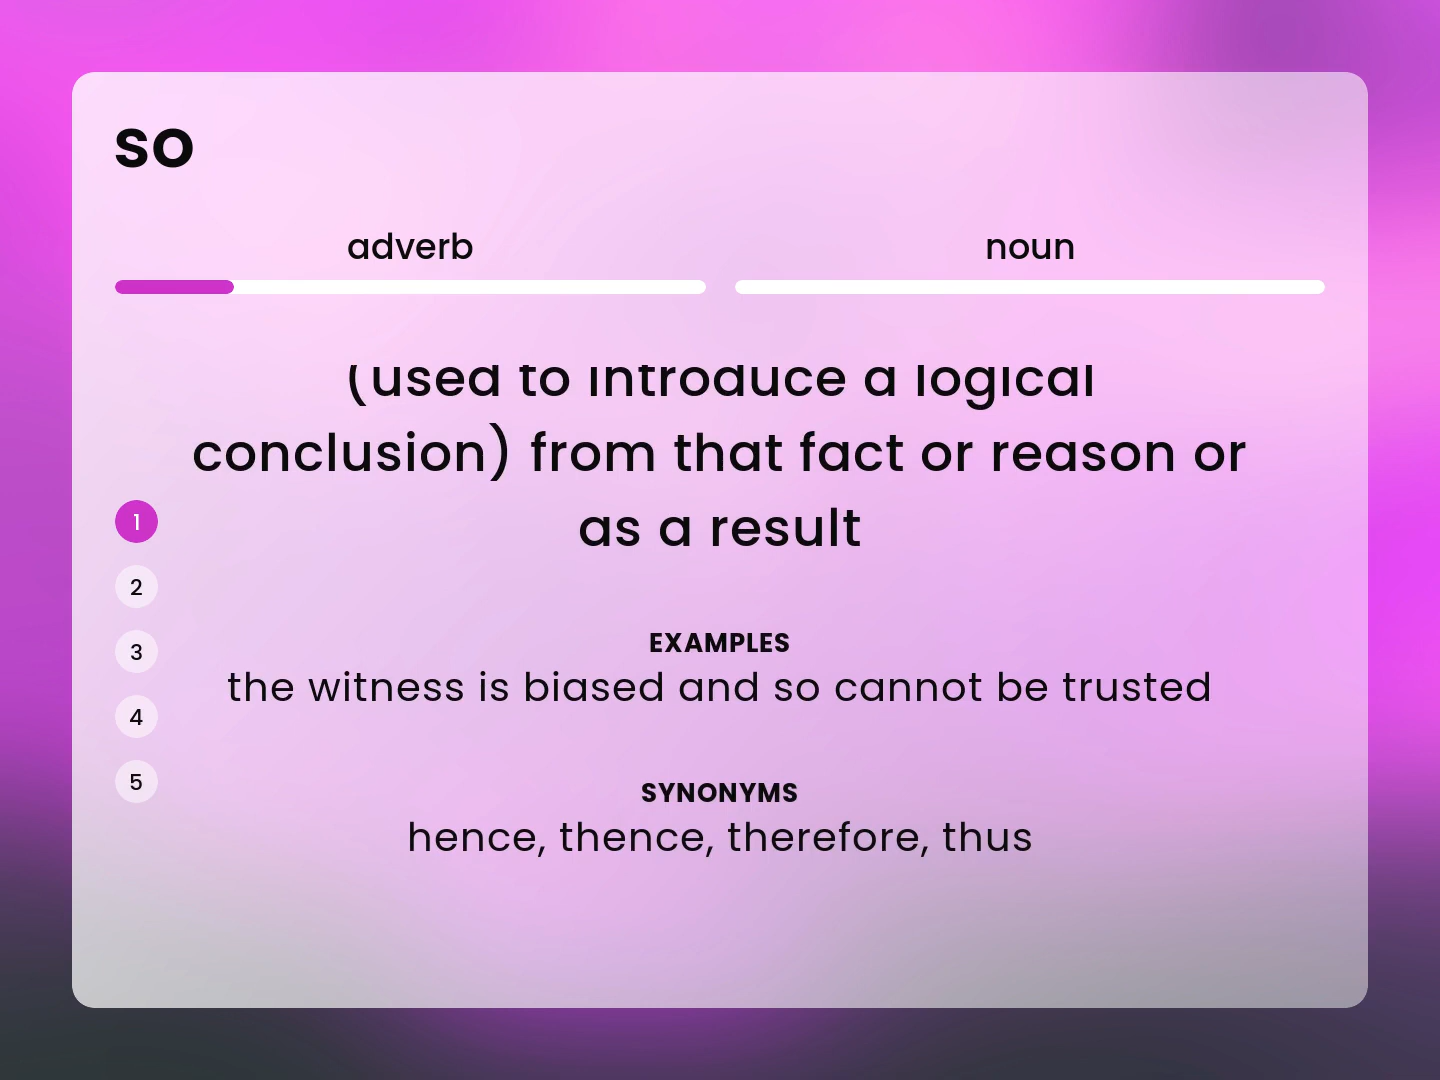 so
adverb
noun
(used to introduce a logical
conclusion) from that fact or reason or
as a result
1
2
3
4
5
EXAMPLES
the witness is biased and so cannot be trusted
SYNONYMS
hence, thence, therefore, thus